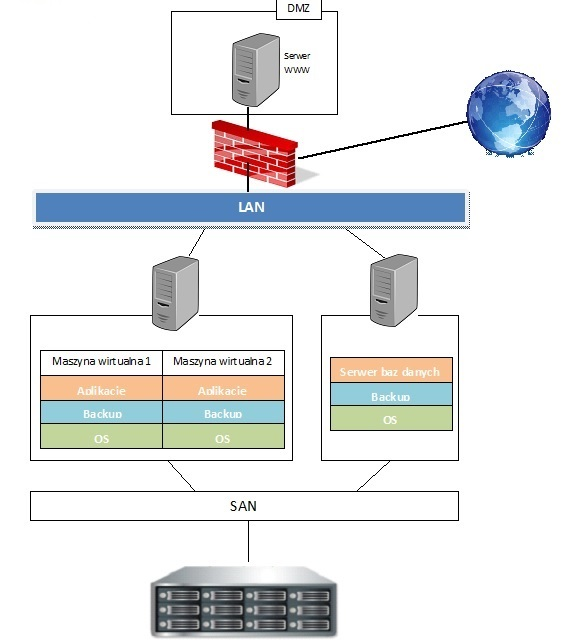 DMZ
Serwer
WWW
LAN
Maszyna wirtualna 1
Maszyna wirtualna 2
Aplikacje
Aplikacje
Backup
Backup
OS
OS
Serwer baz danych
Backup
OS
SAN